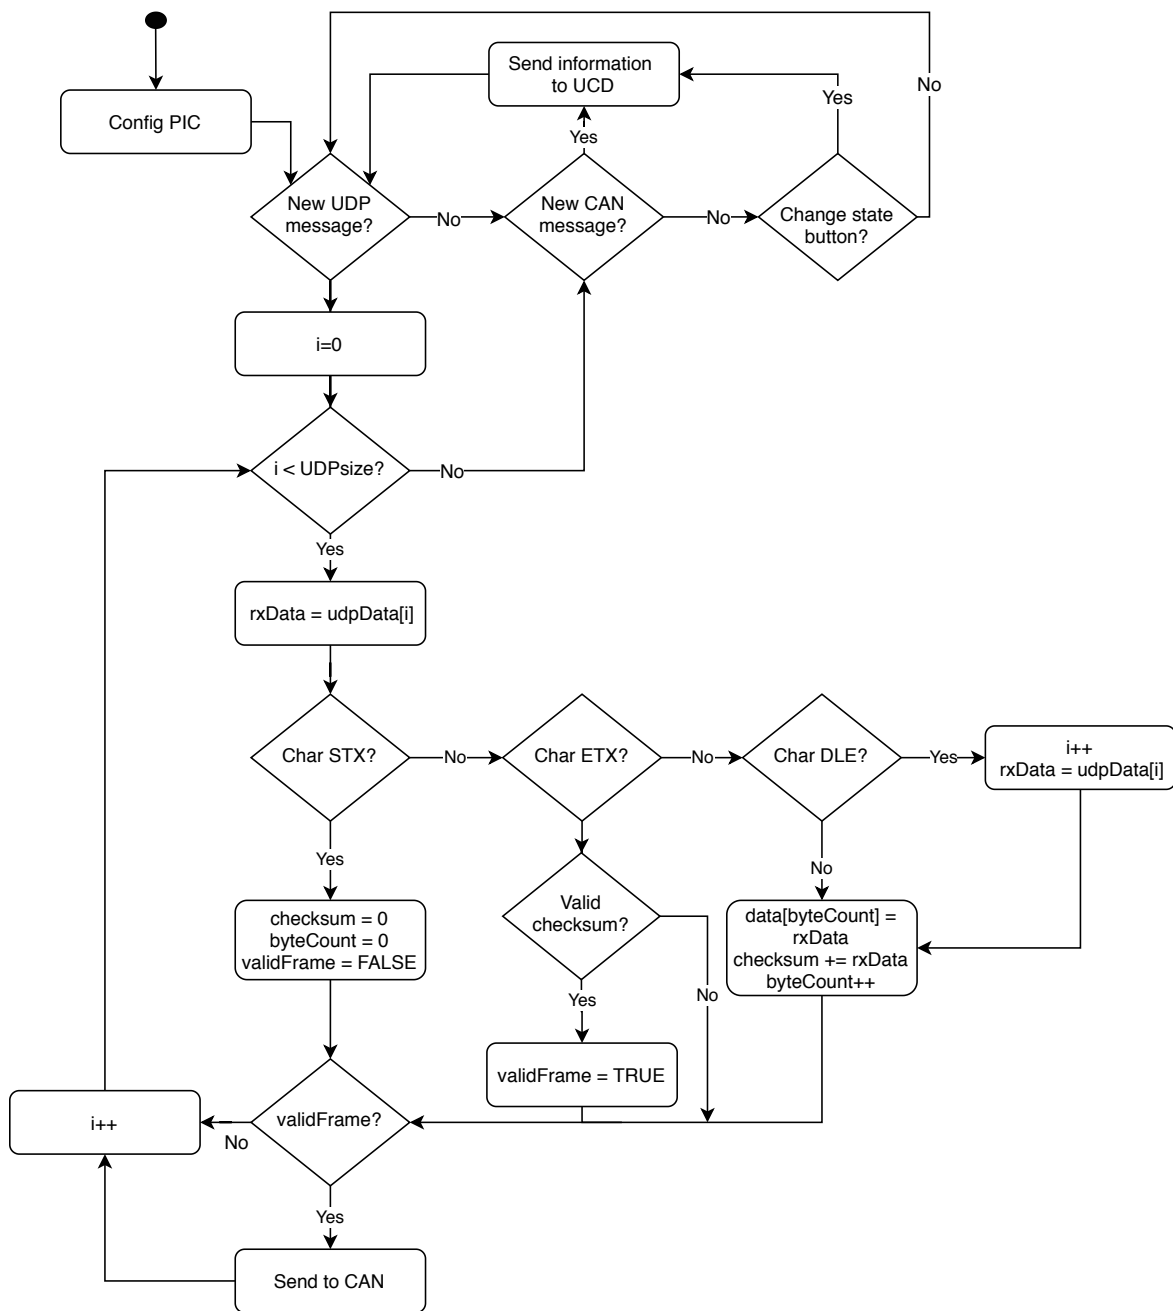 Send information
to UCD
No
Yes
Config PIC
Yes
New UDP
message?
No
New CAN
message?
No
Change state
button?
i=0
i < UDPsize?
No
Yes
rxData = udpData[i]
Char STX?
No
Char ETX?
No
Char DLE?
Yes
i++
rxData = udpData[i]
Yes
No
checksum = 0
byteCount = 0
validFrame = FALSE
Valid
checksum?
data[byteCount] =
rxData
checksum += rxData
byteCount++
Yes
No
validFrame = TRUE
i++
No
validFrame?
Yes
Send to CAN